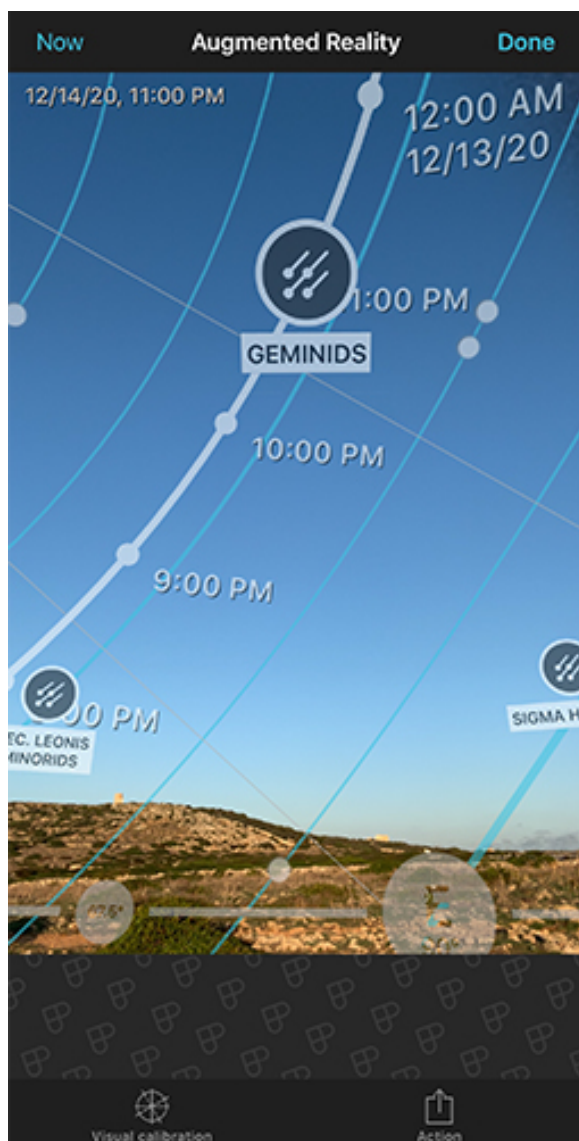 Now
Augmented Reality
Done
12/14/20, 11:00 PM
12:00 AM
12/13/20
1:00 PM
GEMINIDS
10:00 PM
9:00 PM
:00 PM
EC. LEONIS
MINORIDS
SIGMA H
E
Visual calibration
Action